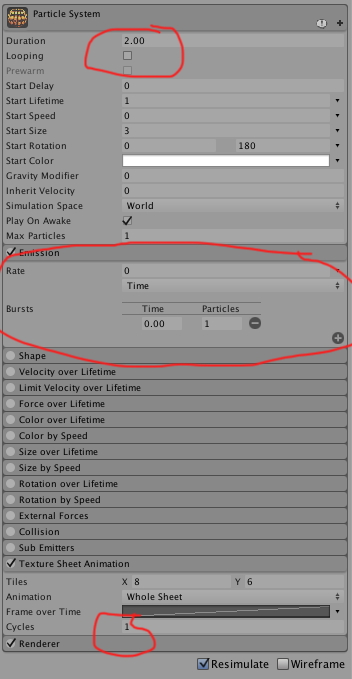 Particle System
Duration 2.00
Looping
Prewarm
Start Delay 0
Start Lifetime 1
Start Speed 0
Start Size 3
Start Rotation 0 180
Start Color
Gravity Modifier 0
Inherit Velocity 0
Simulation Space World
Play On Awake
Max Particles 1
Emission
Rate 0
Time
Bursts Time Particles
0.00 1
Shape
Velocity over Lifetime
Limit Velocity over Lifetime
Force over Lifetime
Color over Lifetime
Color by Speed
Size over Lifetime
Size by Speed
Rotation over Lifetime
Rotation by Speed
External Forces
Collision
Sub Emitters
Texture Sheet Animation
Tiles X 8 Y 6
Animation Whole Sheet
Frame over Time
Cycles 1
Renderer
Resimulate Wireframe